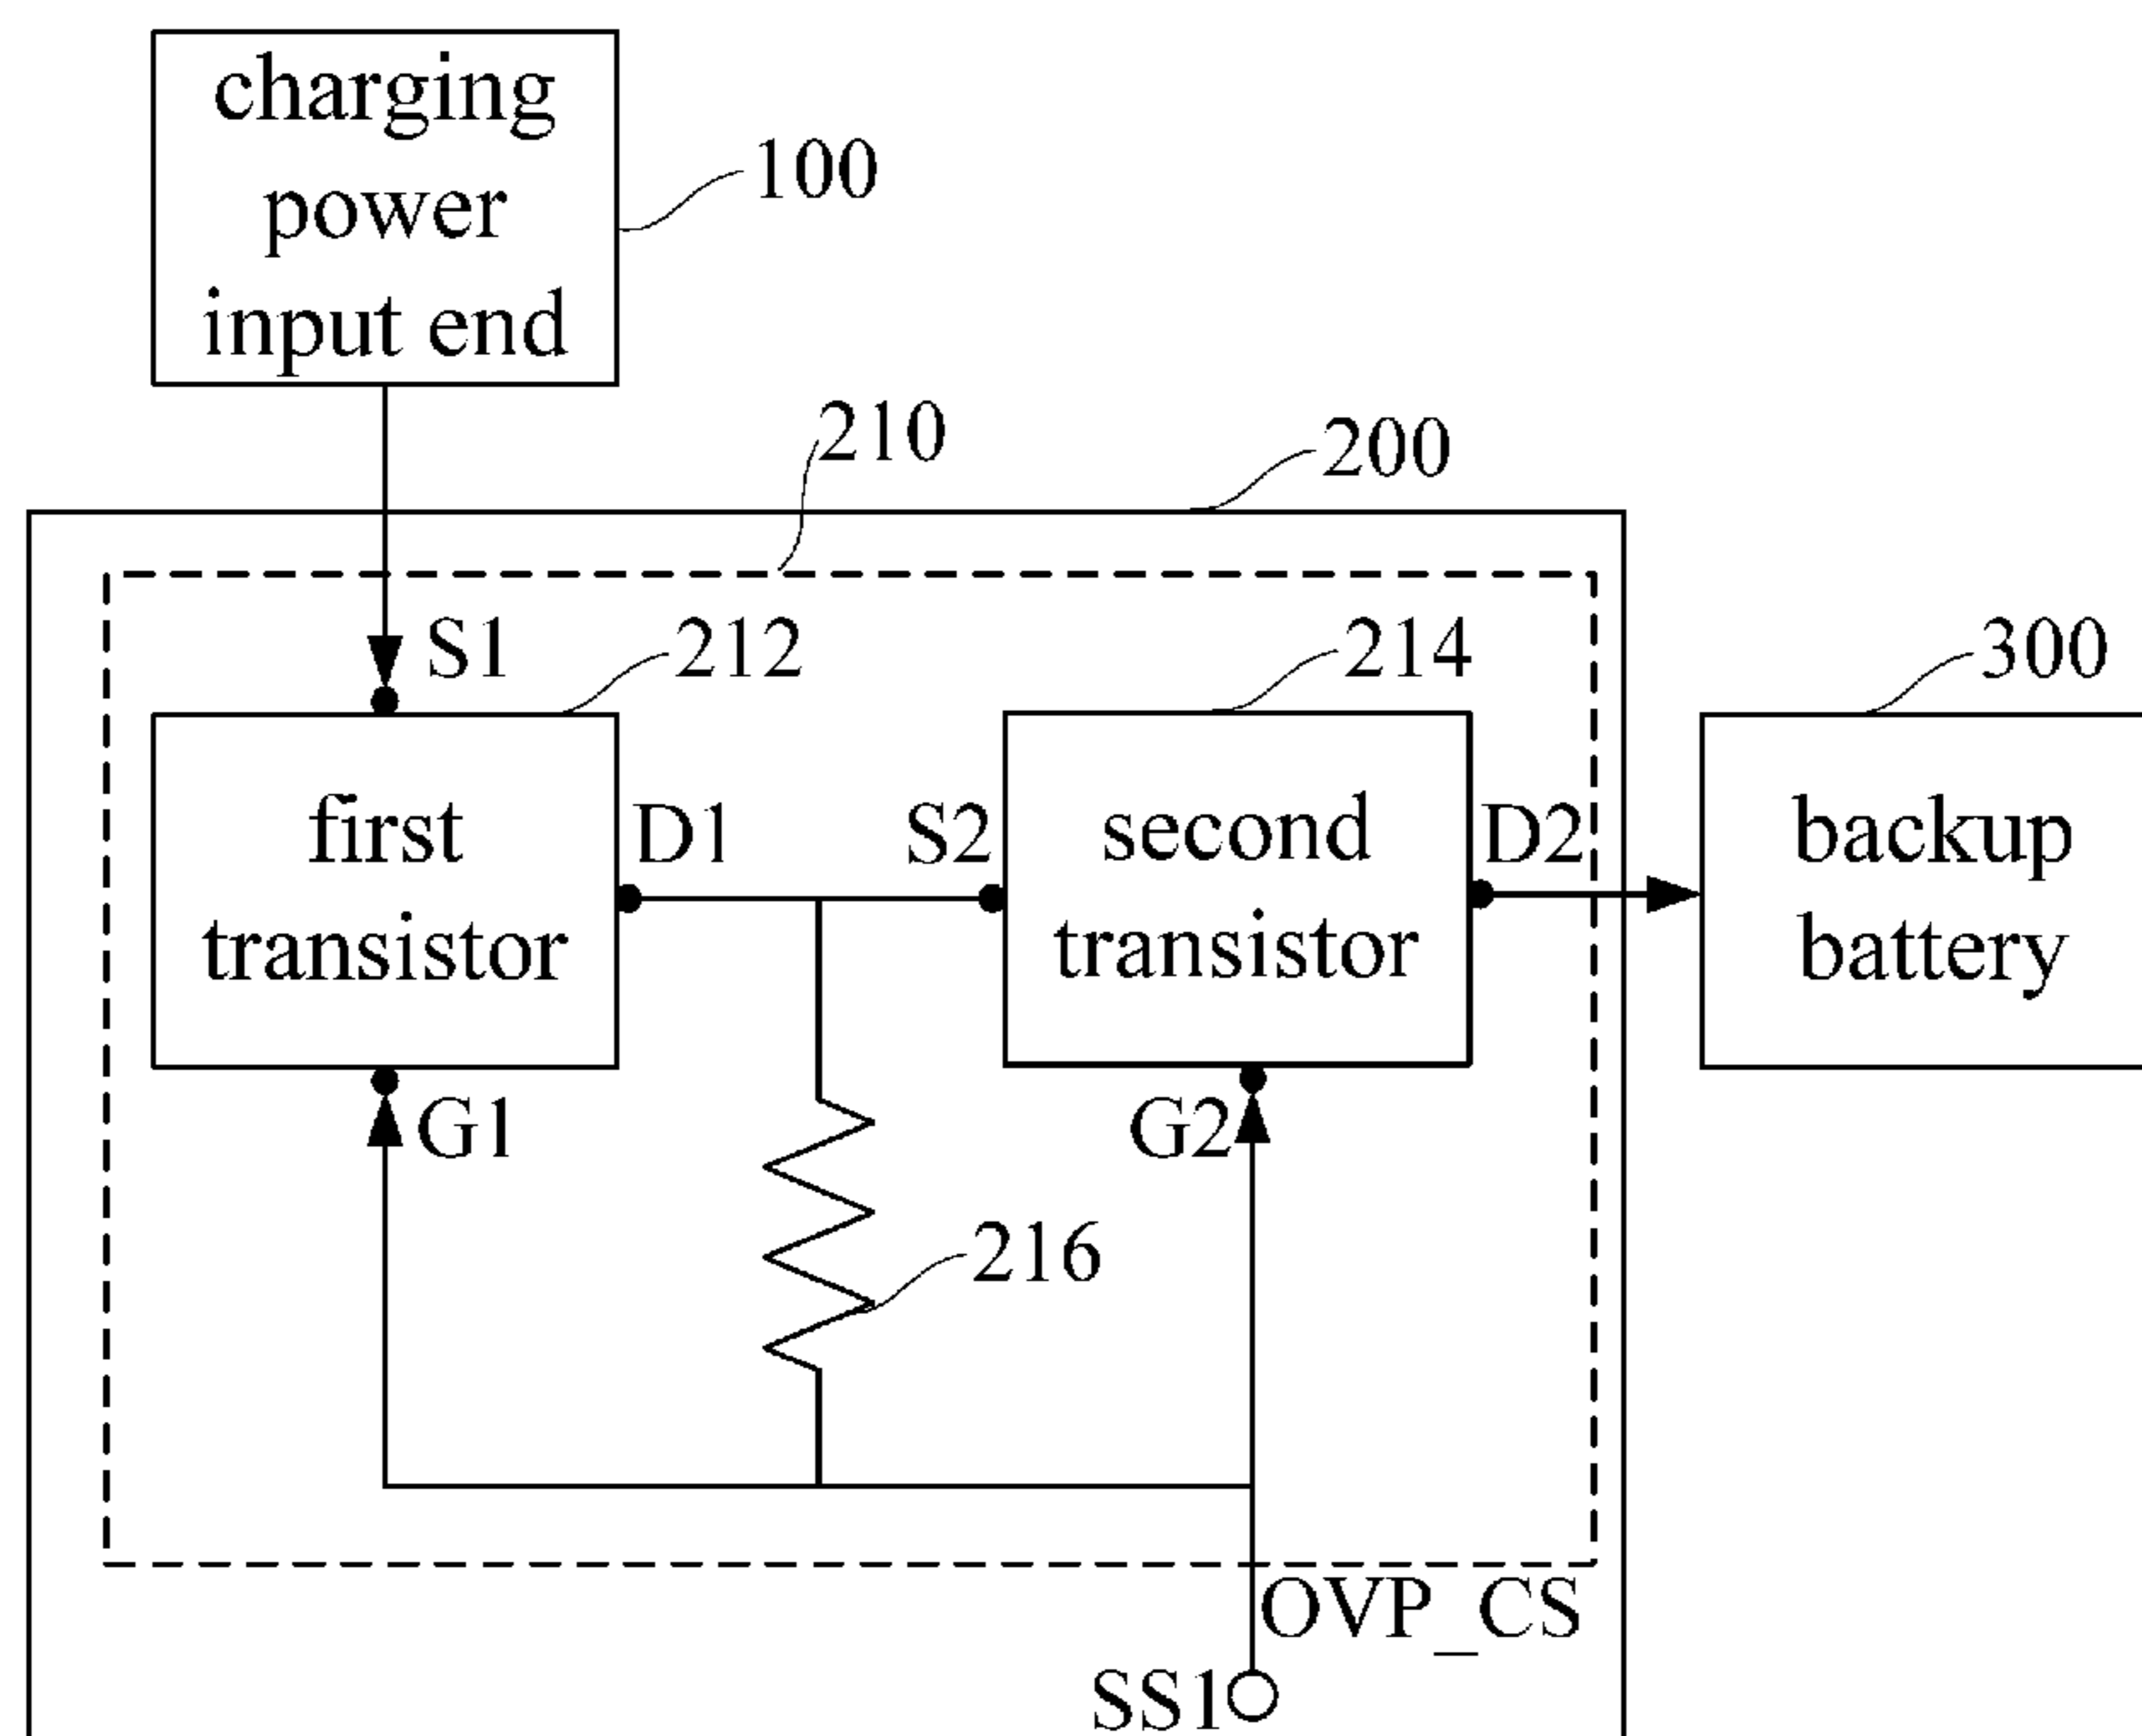 charging
power
input end
100
210
200
S1
212
214
300
first
transistor
D1
S2
second
transistor
D2
backup
battery
G1
G2
216
OVP_CS
SS1